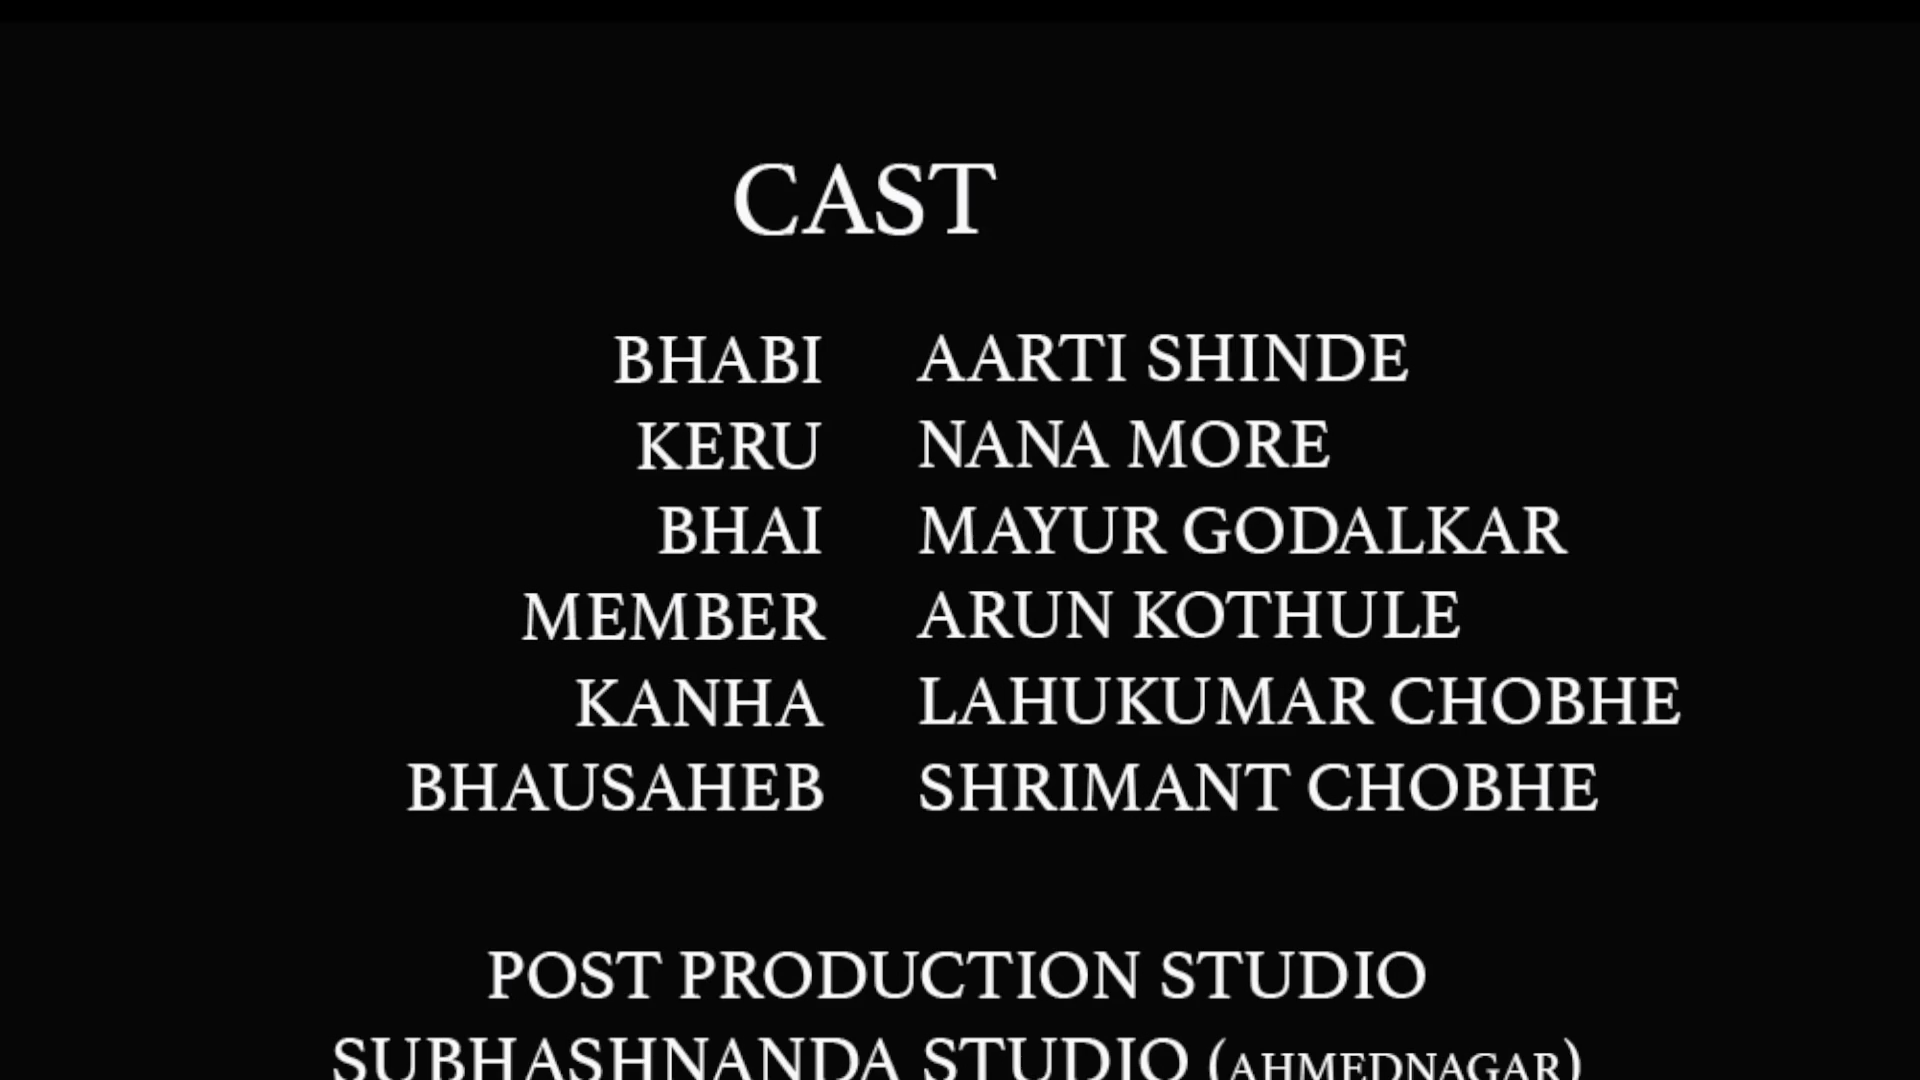 CAST
BHABI AARTI SHINDE
KERU NANA MORE
BHAI MAYUR GODALKAR
MEMBER ARUN KOTHULE
KANHA LAHUKUMAR CHOBHE
BHAUSAHEB SHRIMANT CHOBHE
POST PRODUCTION STUDIO
SUBHASHNANDA STUDIO (AHMEDNAGAR)